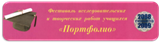 Фестиваль исследовательских
и творческих работ учащихся
«Портфолио»